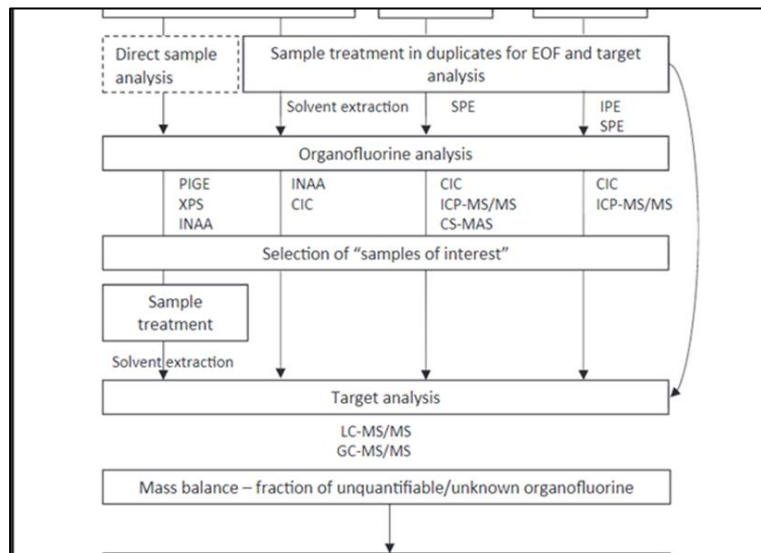 Direct sample
analysis
Sample treatment in duplicates for EOF and target
analysis
Solvent extraction
SPE
IPE
SPE
Organofluorine analysis
PIGE
XPS
INAA
INAA
CIC
CIC
ICP-MS/MS
CS-MAS
CIC
ICP-MS/MS
Selection of “samples of interest”
Sample
treatment
Solvent extraction
Target analysis
LC-MS/MS
GC-MS/MS
Mass balance – fraction of unquantifiable/unknown organofluorine